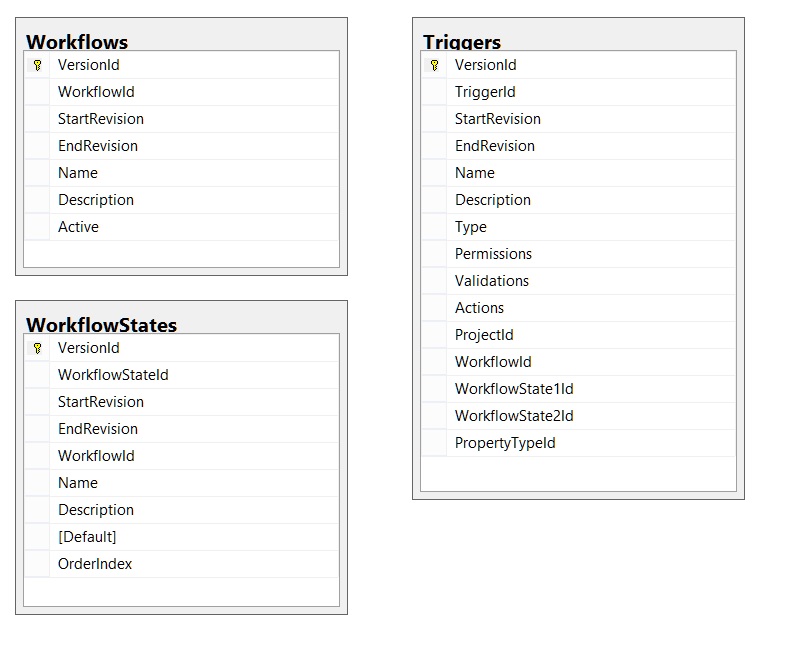 Workflows
VersionId
WorkflowId
StartRevision
EndRevision
Name
Description
Active
WorkflowStates
VersionId
WorkflowStateId
StartRevision
EndRevision
WorkflowId
Name
Description
[Default]
OrderIndex
Triggers
VersionId
TriggerId
StartRevision
EndRevision
Name
Description
Type
Permissions
Validations
Actions
ProjectId
WorkflowId
WorkflowState1Id
WorkflowState2Id
PropertyTypeId